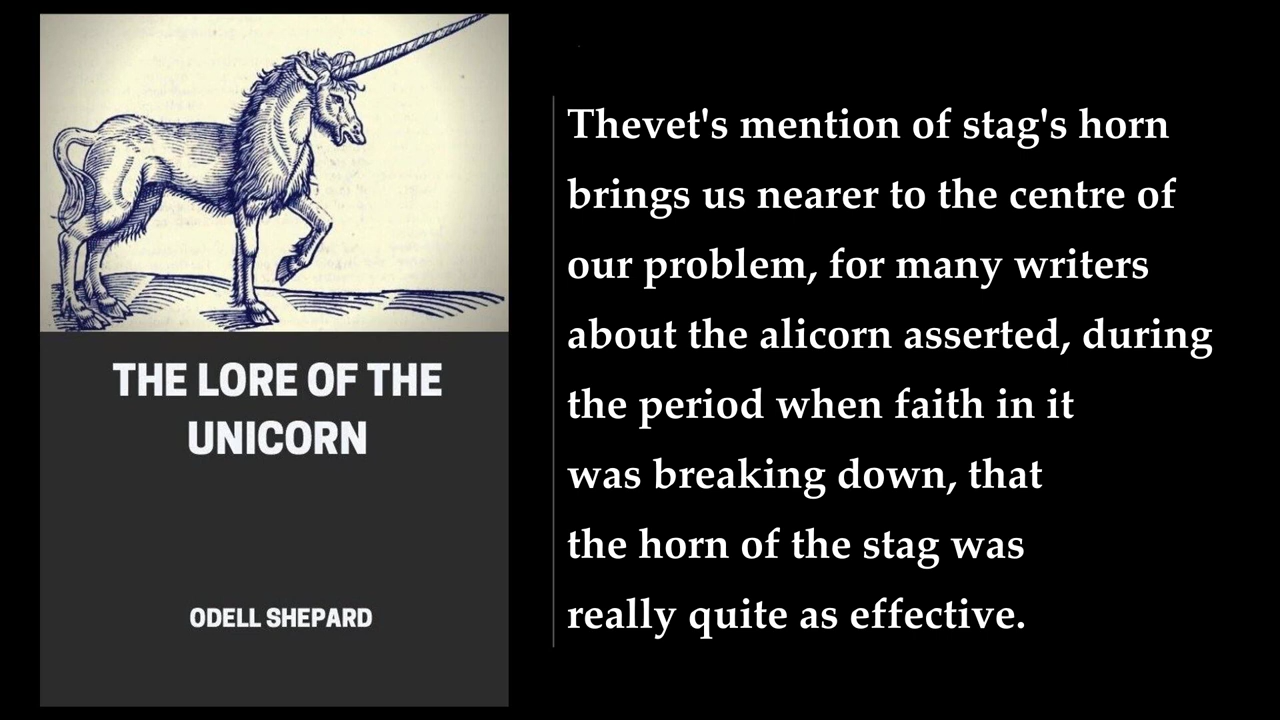 THE LORE OF THE
UNICORN
ODELL SHEPARD
Thevet's mention of stag's horn
brings us nearer to the centre of
our problem, for many writers
about the alicorn asserted, during
the period when faith in it
was breaking down, that
the horn of the stag was
really quite as effective.